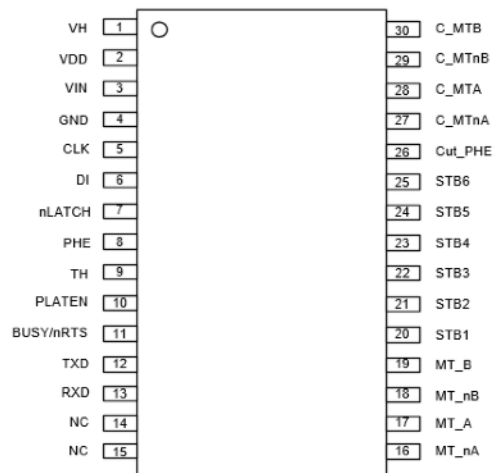 VH 1 30 C_MTB
VDD 2 29 C_MTnB
VIN 3 28 C_MTA
GND 4 27 C_MTnA
CLK 5 26 Cut_PHE
DI 6 25 STB6
nLATCH 7 24 STB5
PHE 8 23 STB4
TH 9 22 STB3
PLATEN 10 21 STB2
BUSY/nRTS 11 20 STB1
TXD 12 19 MT_B
RXD 13 18 MT_nB
NC 14 17 MT_A
NC 15 16 MT_nA